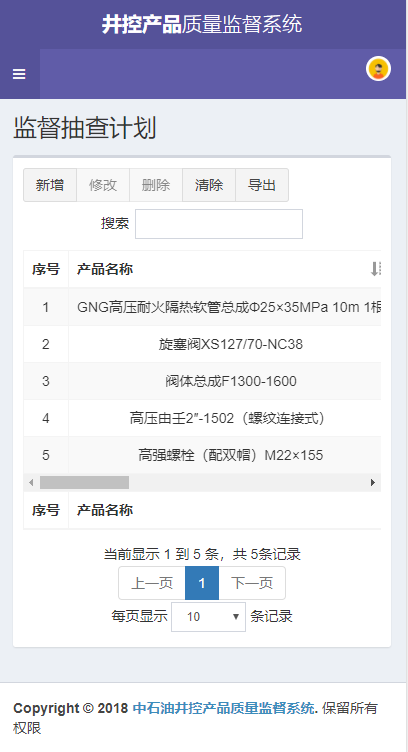 井控产品质量监督系统
监督抽查计划
新增 修改 删除 清除 导出
搜索
序号 产品名称
1 GNG高压耐火隔热软管总成Φ25×35MPa 10m 1根
2 旋塞阀XS127/70-NC38
3 阀体总成F1300-1600
4 高压由壬2″-1502（螺纹连接式）
5 高强螺栓（配双帽）M22×155
序号 产品名称
当前显示 1 到 5 条，共 5条记录
上一页 1 下一页
每页显示 10 条记录
Copyright © 2018 中石油井控产品质量监督系统. 保留所有
权限